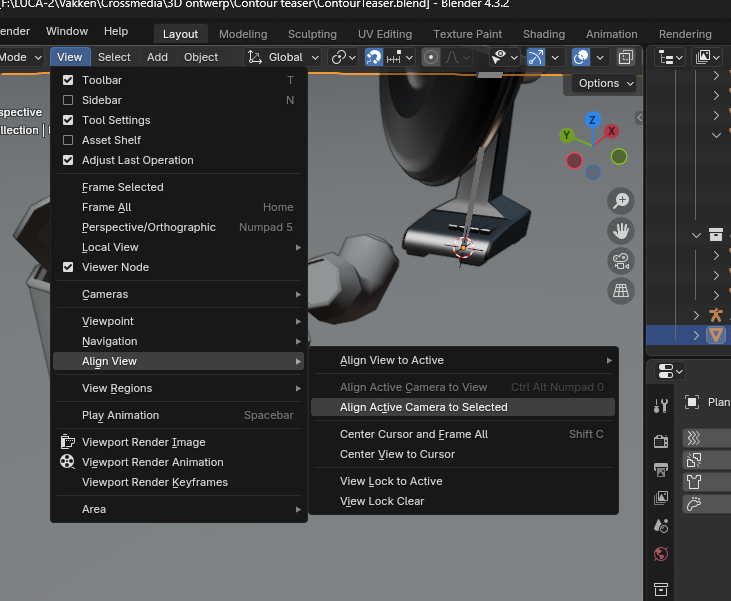 [F:\LUCA-2\Vakken\Crossmedia\3D ontwerp\Contour teaser\ContourTeaser.blend] - Blender 4.3.2
ender Window Help Layout Modeling Sculpting UV Editing Texture Paint Shading Animation Rendering
Mode View Select Add Object Global
Options
Toolbar T
Sidebar N
Tool Settings
Asset Shelf
Adjust Last Operation
Frame Selected
Frame All Home
Perspective/Orthographic Numpad 5
Local View
Viewer Node
Cameras
Viewpoint
Navigation
Align View
View Regions
Play Animation Spacebar
Viewport Render Image
Viewport Render Animation
Viewport Render Keyframes
Area
spective
llection |
Z
Y
X
Align View to Active
Align Active Camera to View Ctrl Alt Numpad 0
Align Active Camera to Selected
Center Cursor and Frame All Shift C
Center View to Cursor
View Lock to Active
View Lock Clear
Plan